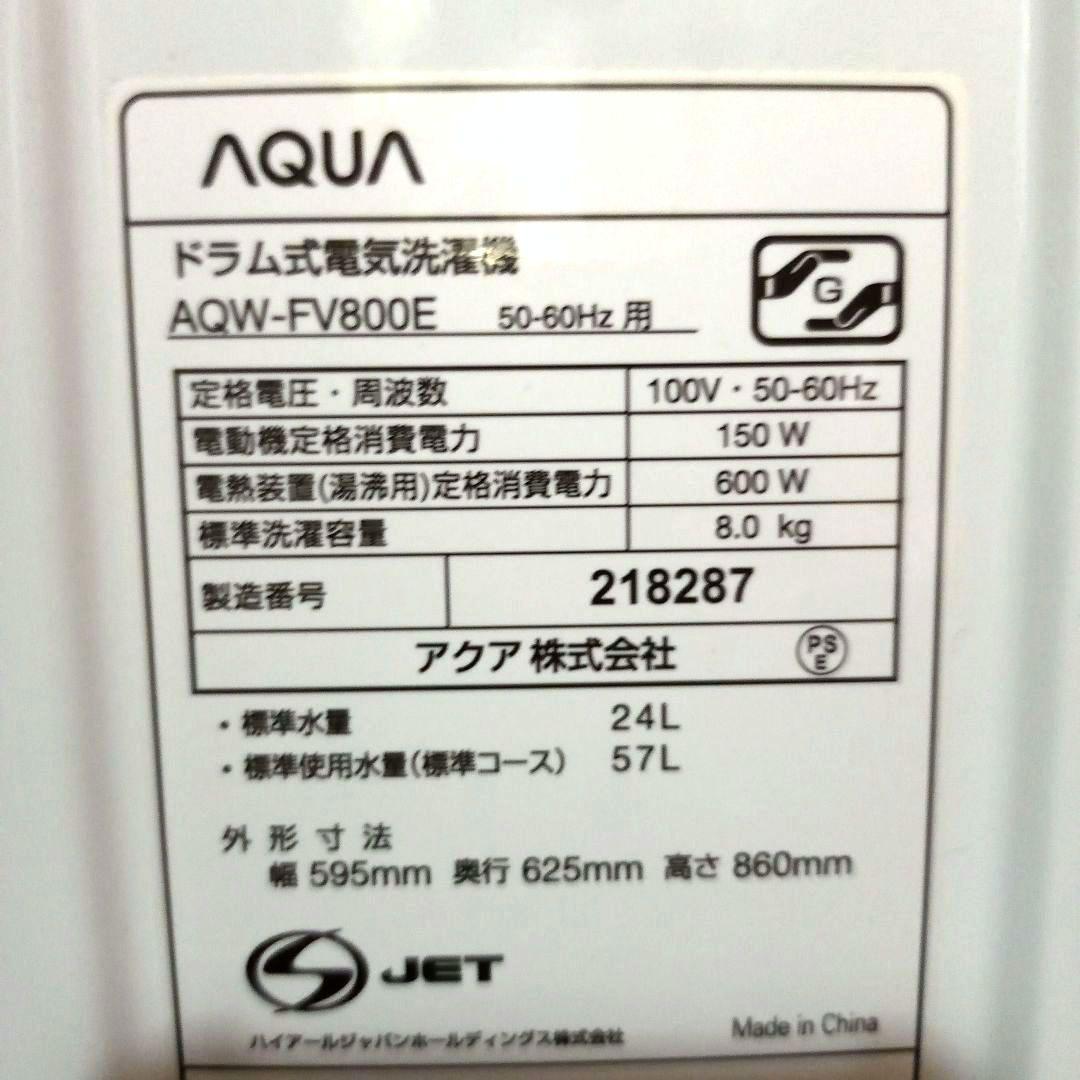 AQUA
ドラム式電気洗濯機
AQW-FV800E 50-60Hz 用
G
定格電圧・周波数 100V・50-60Hz
電動機定格消費電力 150 W
電熱装置(湯沸用)定格消費電力 600 W
標準洗濯容量 8.0 kg
製造番号 218287
アクア 株式会社 PSE
・標準水量 24L
・標準使用水量(標準コース) 57L
外形寸法
幅 595mm 奥行 625mm 高さ 860mm
JET
ハイアールジャパンホールディングス株式会社 Made in China